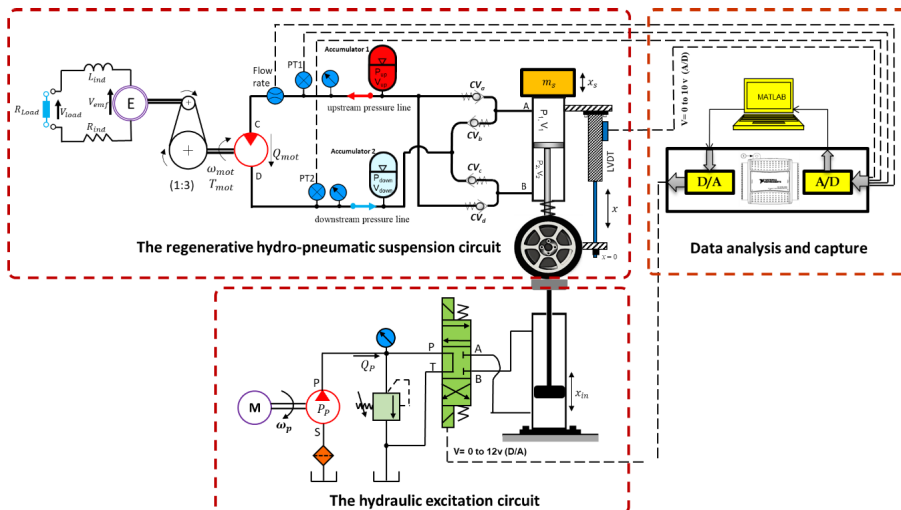 Accumulator 1
Flow
rate
PT1
P_up
V_up
upstream pressure line
L_ind
R_Load
V_load
V_emf
E
R_ind
(1:3)
ω_mot
T_mot
C
Q_mot
D
PT2
Accumulator 2
P_down
V_down
downstream pressure line
CV_a
CV_b
CV_c
CV_d
A
B
m_s
x_s
P_1, V_1
P_2, V_2
LVDT
x
x = 0
V= 0 to 10 v (A/D)
MATLAB
D/A
A/D
The regenerative hydro-pneumatic suspension circuit
Data analysis and capture
M
ω_p
P
P_P
S
Q_P
P
T
A
B
x_in
V= 0 to 12v (D/A)
The hydraulic excitation circuit